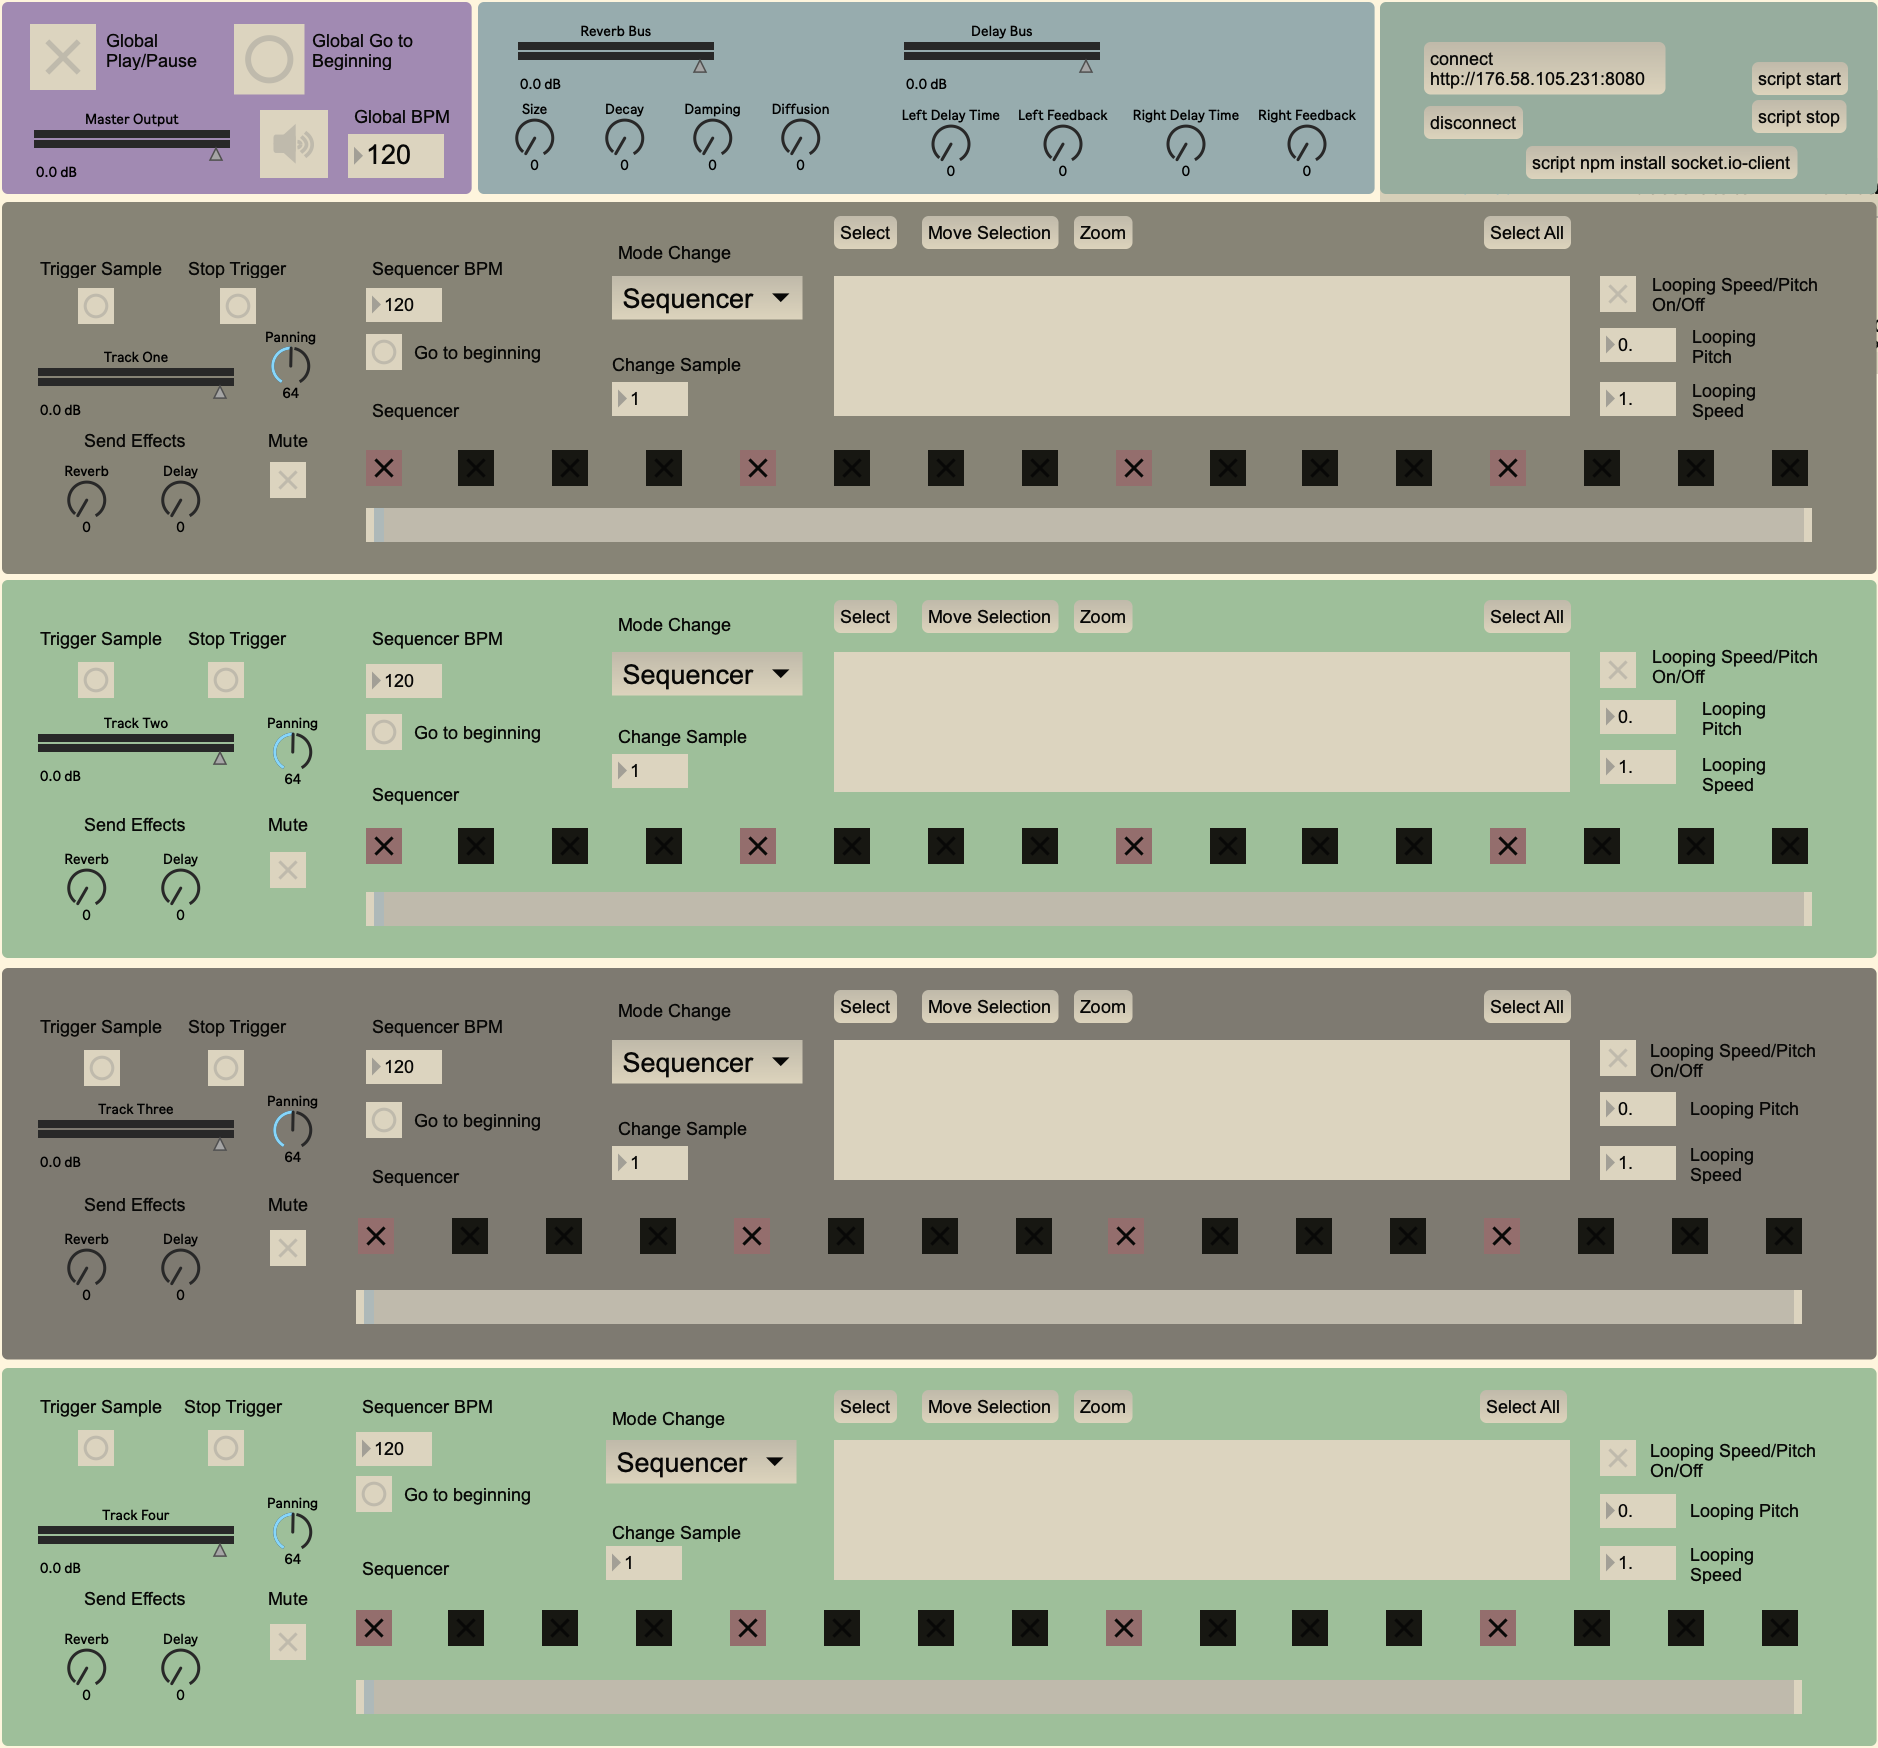 Global
Play/Pause
Global Go to
Beginning
Master Output
0.0 dB
Global BPM
120
Reverb Bus
0.0 dB
Size
0
Decay
0
Damping
0
Diffusion
0
Delay Bus
0.0 dB
Left Delay Time
0
Left Feedback
0
Right Delay Time
0
Right Feedback
0
connect
http://176.58.105.231:8080
disconnect
script start
script stop
script npm install socket.io-client
Trigger Sample
Stop Trigger
Track One
0.0 dB
Panning
64
Send Effects
Reverb
0
Delay
0
Mute
Sequencer BPM
120
Go to beginning
Sequencer
Mode Change
Sequencer
Change Sample
1
Select
Move Selection
Zoom
Select All
Looping Speed/Pitch
On/Off
0.
Looping
Pitch
1.
Looping
Speed
Trigger Sample
Stop Trigger
Track Two
0.0 dB
Panning
64
Send Effects
Reverb
0
Delay
0
Mute
Sequencer BPM
120
Go to beginning
Sequencer
Mode Change
Sequencer
Change Sample
1
Select
Move Selection
Zoom
Select All
Looping Speed/Pitch
On/Off
0.
Looping
Pitch
1.
Looping
Speed
Trigger Sample
Stop Trigger
Track Three
0.0 dB
Panning
64
Send Effects
Reverb
0
Delay
0
Mute
Sequencer BPM
120
Go to beginning
Sequencer
Mode Change
Sequencer
Change Sample
1
Select
Move Selection
Zoom
Select All
Looping Speed/Pitch
On/Off
0.
Looping Pitch
1.
Looping
Speed
Trigger Sample
Stop Trigger
Track Four
0.0 dB
Panning
64
Send Effects
Reverb
0
Delay
0
Mute
Sequencer BPM
120
Go to beginning
Sequencer
Mode Change
Sequencer
Change Sample
1
Select
Move Selection
Zoom
Select All
Looping Speed/Pitch
On/Off
0.
Looping Pitch
1.
Looping
Speed